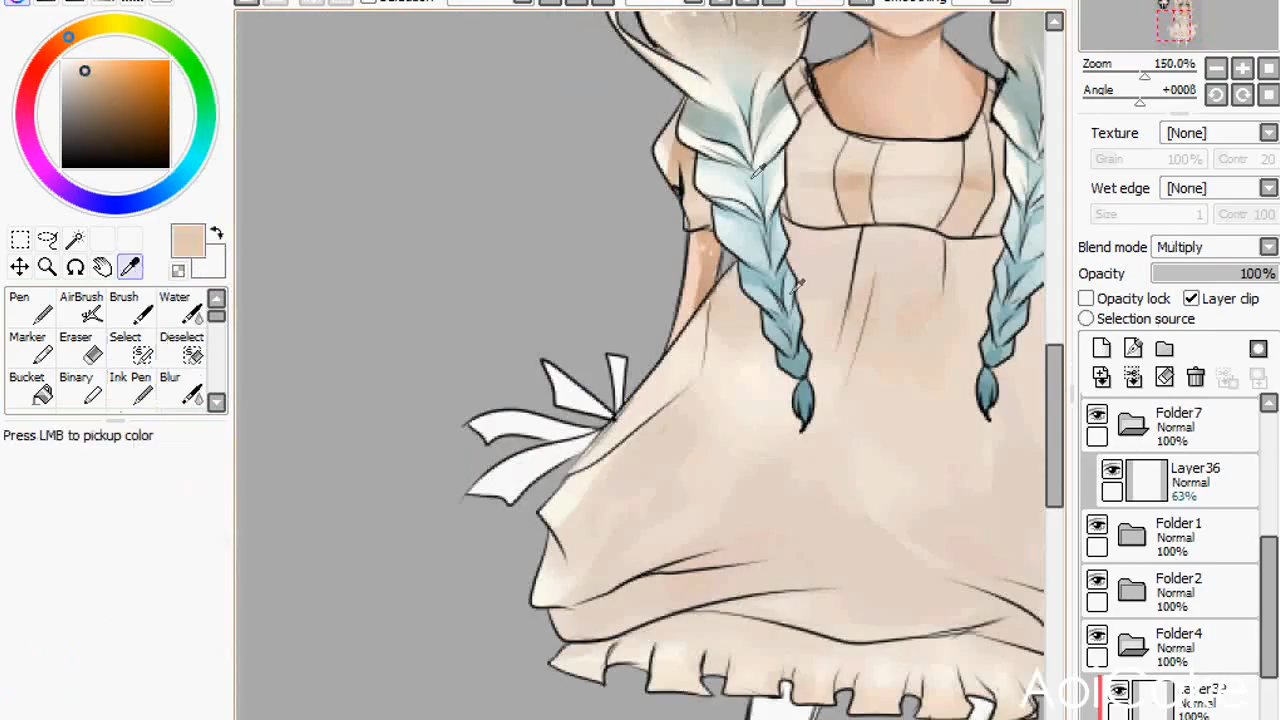 Zoom 150.0%
Angle +000ß
Texture [None]
Grain 100% Contr 20
Wet edge [None]
Size 1 Contr 100
Blend mode Multiply
Opacity 100%
Opacity lock Layer clip
Selection source
Pen AirBrush Brush Water
Marker Eraser Select Deselect
Bucket Binary Ink Pen Blur
Press LMB to pickup color
Folder7
Normal
100%
Layer36
Normal
63%
Folder1
Normal
100%
Folder2
Normal
100%
Folder4
Normal
100%
Normal
100%